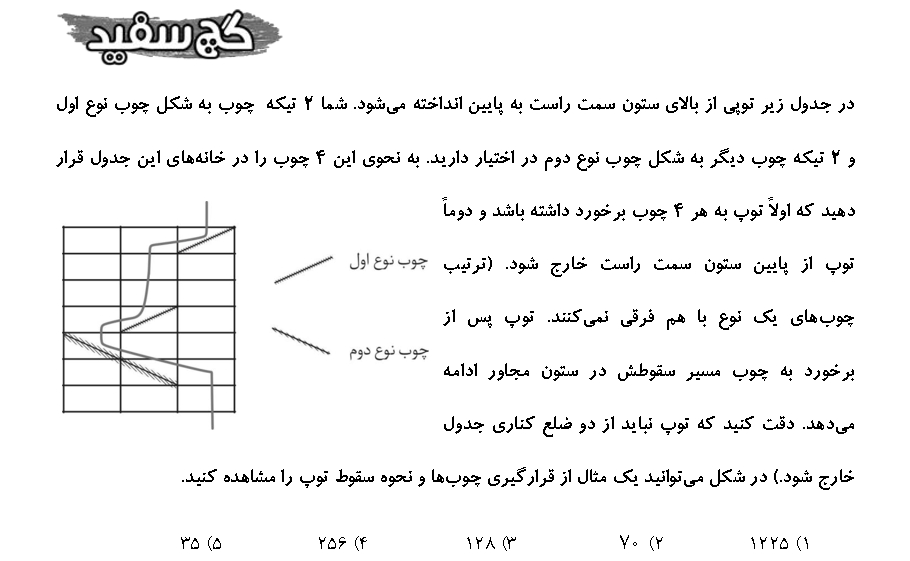 گچ سفید
در جدول زیر توپی از بالای ستون سمت راست به پایین انداخته می‌شود. شما ۲ تیکه چوب به شکل چوب نوع اول
و ۲ تیکه چوب دیگر به شکل چوب نوع دوم در اختیار دارید. به نحوی این ۴ چوب را در خانه‌های این جدول قرار
دهید که اولاً توپ به هر ۴ چوب برخورد داشته باشد و دوماً
توپ از پایین ستون سمت راست خارج شود. (ترتیب
چوب‌های یک نوع با هم فرقی نمی‌کنند. توپ پس از
برخورد به چوب مسیر سقوطش در ستون مجاور ادامه
می‌دهد. دقت کنید که توپ نباید از دو ضلع کناری جدول
خارج شود.) در شکل می‌توانید یک مثال از قرارگیری چوب‌ها و نحوه سقوط توپ را مشاهده کنید.
چوب نوع اول
چوب نوع دوم
۱) ۱۲۲۵ ۲) ۷۰ ۳) ۱۲۸ ۴) ۲۵۶ ۵) ۳۵